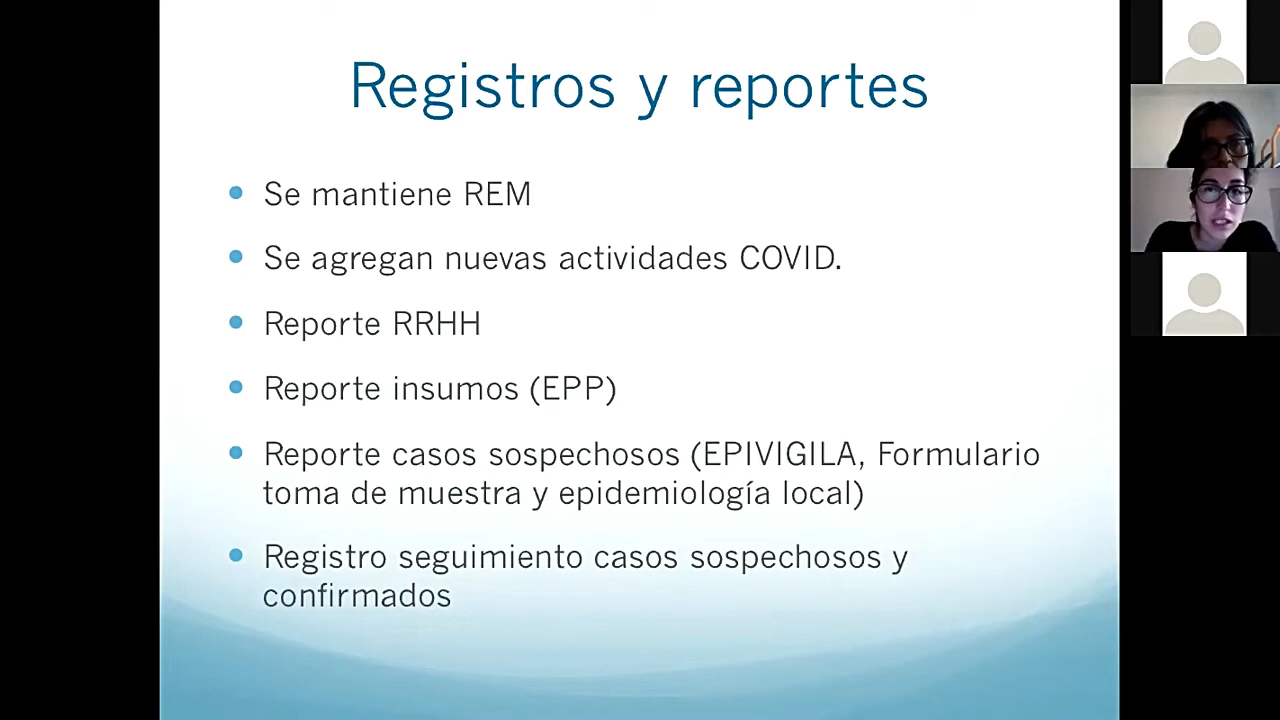 Registros y reportes
Se mantiene REM
Se agregan nuevas actividades COVID.
Reporte RRHH
Reporte insumos (EPP)
Reporte casos sospechosos (EPIVIGILA, Formulario
toma de muestra y epidemiología local)
Registro seguimiento casos sospechosos y
confirmados